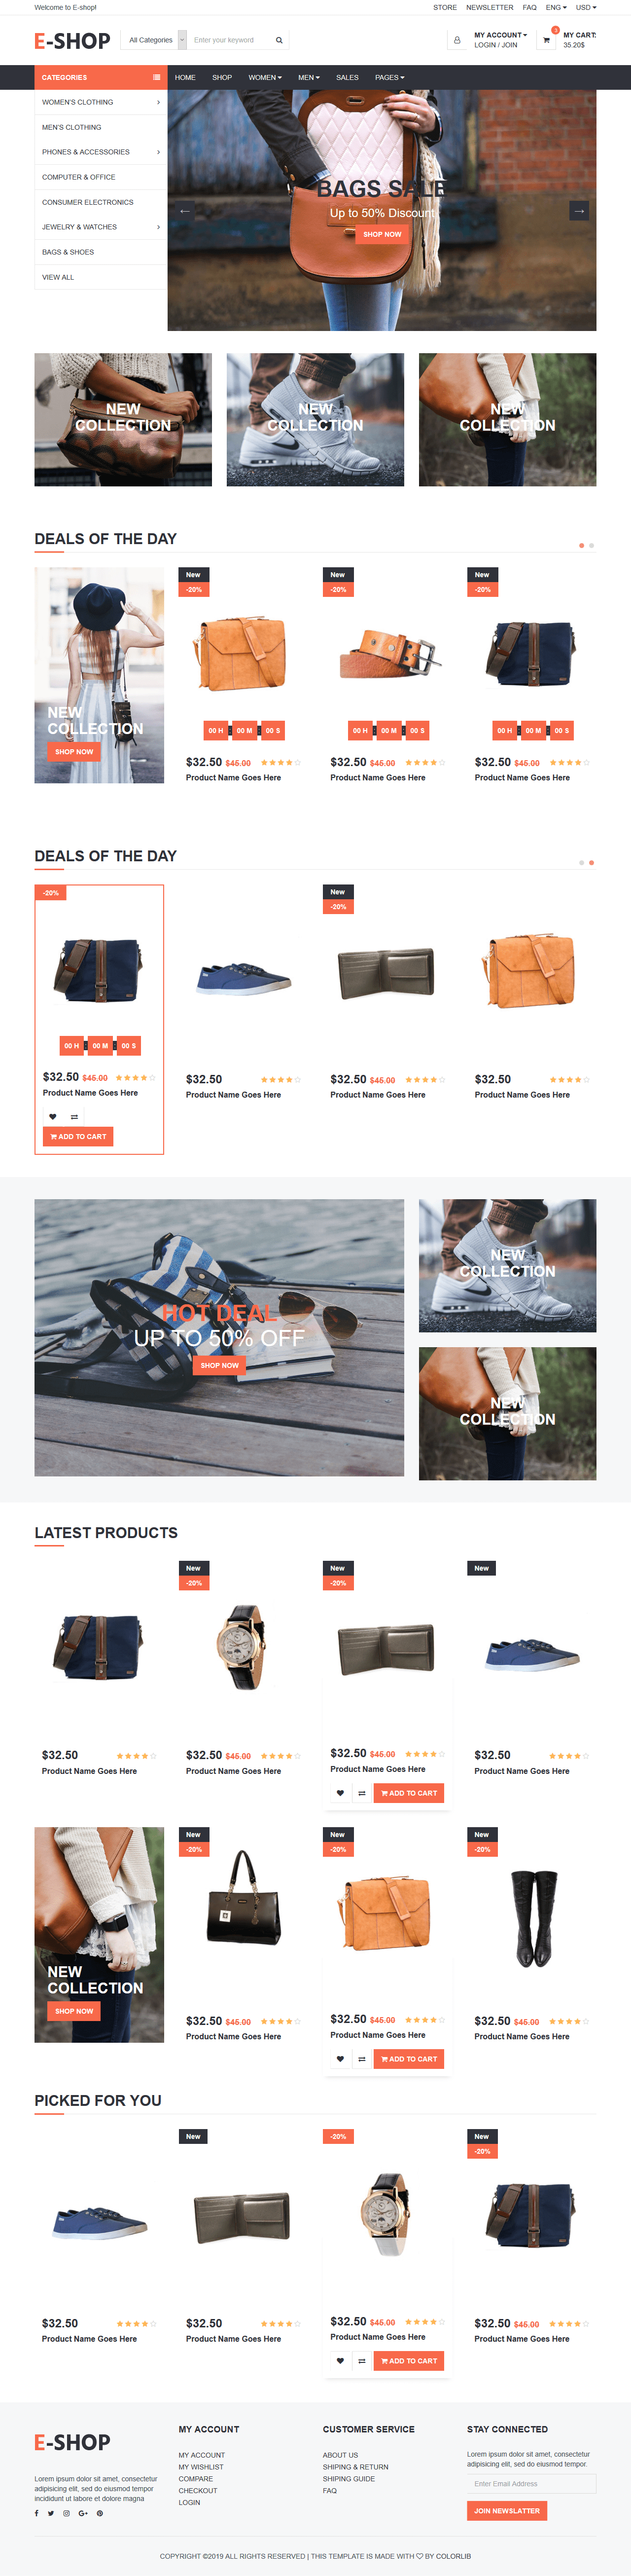 Welcome to E-shop!
STORE NEWSLETTER FAQ ENG USD
E-SHOP
All Categories Enter your keyword
MY ACCOUNT
LOGIN / JOIN
3
MY CART:
35.20$
CATEGORIES
HOME SHOP WOMEN MEN SALES PAGES
WOMEN'S CLOTHING
MEN'S CLOTHING
PHONES & ACCESSORIES
COMPUTER & OFFICE
CONSUMER ELECTRONICS
JEWELRY & WATCHES
BAGS & SHOES
VIEW ALL
BAGS SALE
Up to 50% Discount
SHOP NOW
NEW
COLLECTION
NEW
COLLECTION
NEW
COLLECTION
DEALS OF THE DAY
NEW
COLLECTION
SHOP NOW
New
-20%
00 H : 00 M : 00 S
$32.50 $45.00
Product Name Goes Here
New
-20%
00 H : 00 M : 00 S
$32.50 $45.00
Product Name Goes Here
New
-20%
00 H : 00 M : 00 S
$32.50 $45.00
Product Name Goes Here
DEALS OF THE DAY
-20%
00 H : 00 M : 00 S
$32.50 $45.00
Product Name Goes Here
ADD TO CART
$32.50
Product Name Goes Here
New
-20%
$32.50 $45.00
Product Name Goes Here
$32.50
Product Name Goes Here
HOT DEAL
UP TO 50% OFF
SHOP NOW
NEW
COLLECTION
NEW
COLLECTION
LATEST PRODUCTS
$32.50
Product Name Goes Here
New
-20%
$32.50 $45.00
Product Name Goes Here
New
-20%
$32.50 $45.00
Product Name Goes Here
ADD TO CART
New
$32.50
Product Name Goes Here
NEW
COLLECTION
SHOP NOW
New
-20%
$32.50 $45.00
Product Name Goes Here
New
-20%
$32.50 $45.00
Product Name Goes Here
ADD TO CART
New
-20%
$32.50 $45.00
Product Name Goes Here
PICKED FOR YOU
$32.50
Product Name Goes Here
New
$32.50
Product Name Goes Here
-20%
$32.50 $45.00
Product Name Goes Here
ADD TO CART
New
-20%
$32.50 $45.00
Product Name Goes Here
E-SHOP
Lorem ipsum dolor sit amet, consectetur
adipisicing elit, sed do eiusmod tempor
incididunt ut labore et dolore magna
MY ACCOUNT
MY ACCOUNT
MY WISHLIST
COMPARE
CHECKOUT
LOGIN
CUSTOMER SERVICE
ABOUT US
SHIPING & RETURN
SHIPING GUIDE
FAQ
STAY CONNECTED
Lorem ipsum dolor sit amet, consectetur
adipisicing elit, sed do eiusmod tempor.
Enter Email Address
JOIN NEWSLATTER
COPYRIGHT ©2019 ALL RIGHTS RESERVED | THIS TEMPLATE IS MADE WITH ♡ BY COLORLIB